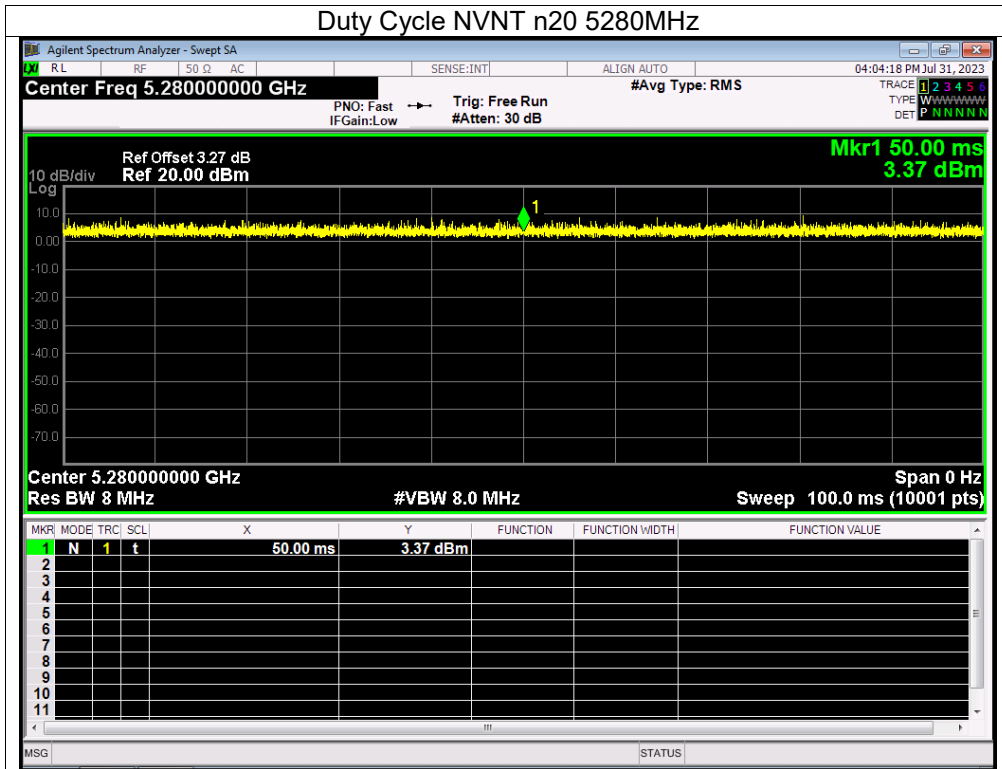 Duty Cycle NVNT n20 5280MHz
Agilent Spectrum Analyzer - Swept SA
LXI RL RF 50 Ω AC SENSE:INT ALIGN AUTO 04:04:18 PM Jul 31, 2023
Center Freq 5.280000000 GHz #Avg Type: RMS TRACE 1 2 3 4 5 6
PNO: Fast Trig: Free Run TYPE WWWWWW
IFGain:Low #Atten: 30 dB DET P N N N N N
Mkr1 50.00 ms
Ref Offset 3.27 dB
10 dB/div Ref 20.00 dBm 3.37 dBm
Log
10.0
1
0.00
-10.0
-20.0
-30.0
-40.0
-50.0
-60.0
-70.0
Center 5.280000000 GHz Span 0 Hz
Res BW 8 MHz #VBW 8.0 MHz Sweep 100.0 ms (10001 pts)
MKR MODE TRC SCL X Y FUNCTION FUNCTION WIDTH FUNCTION VALUE
1 N 1 t 50.00 ms 3.37 dBm
2
3
4
5
6
7
8
9
10
11
MSG STATUS